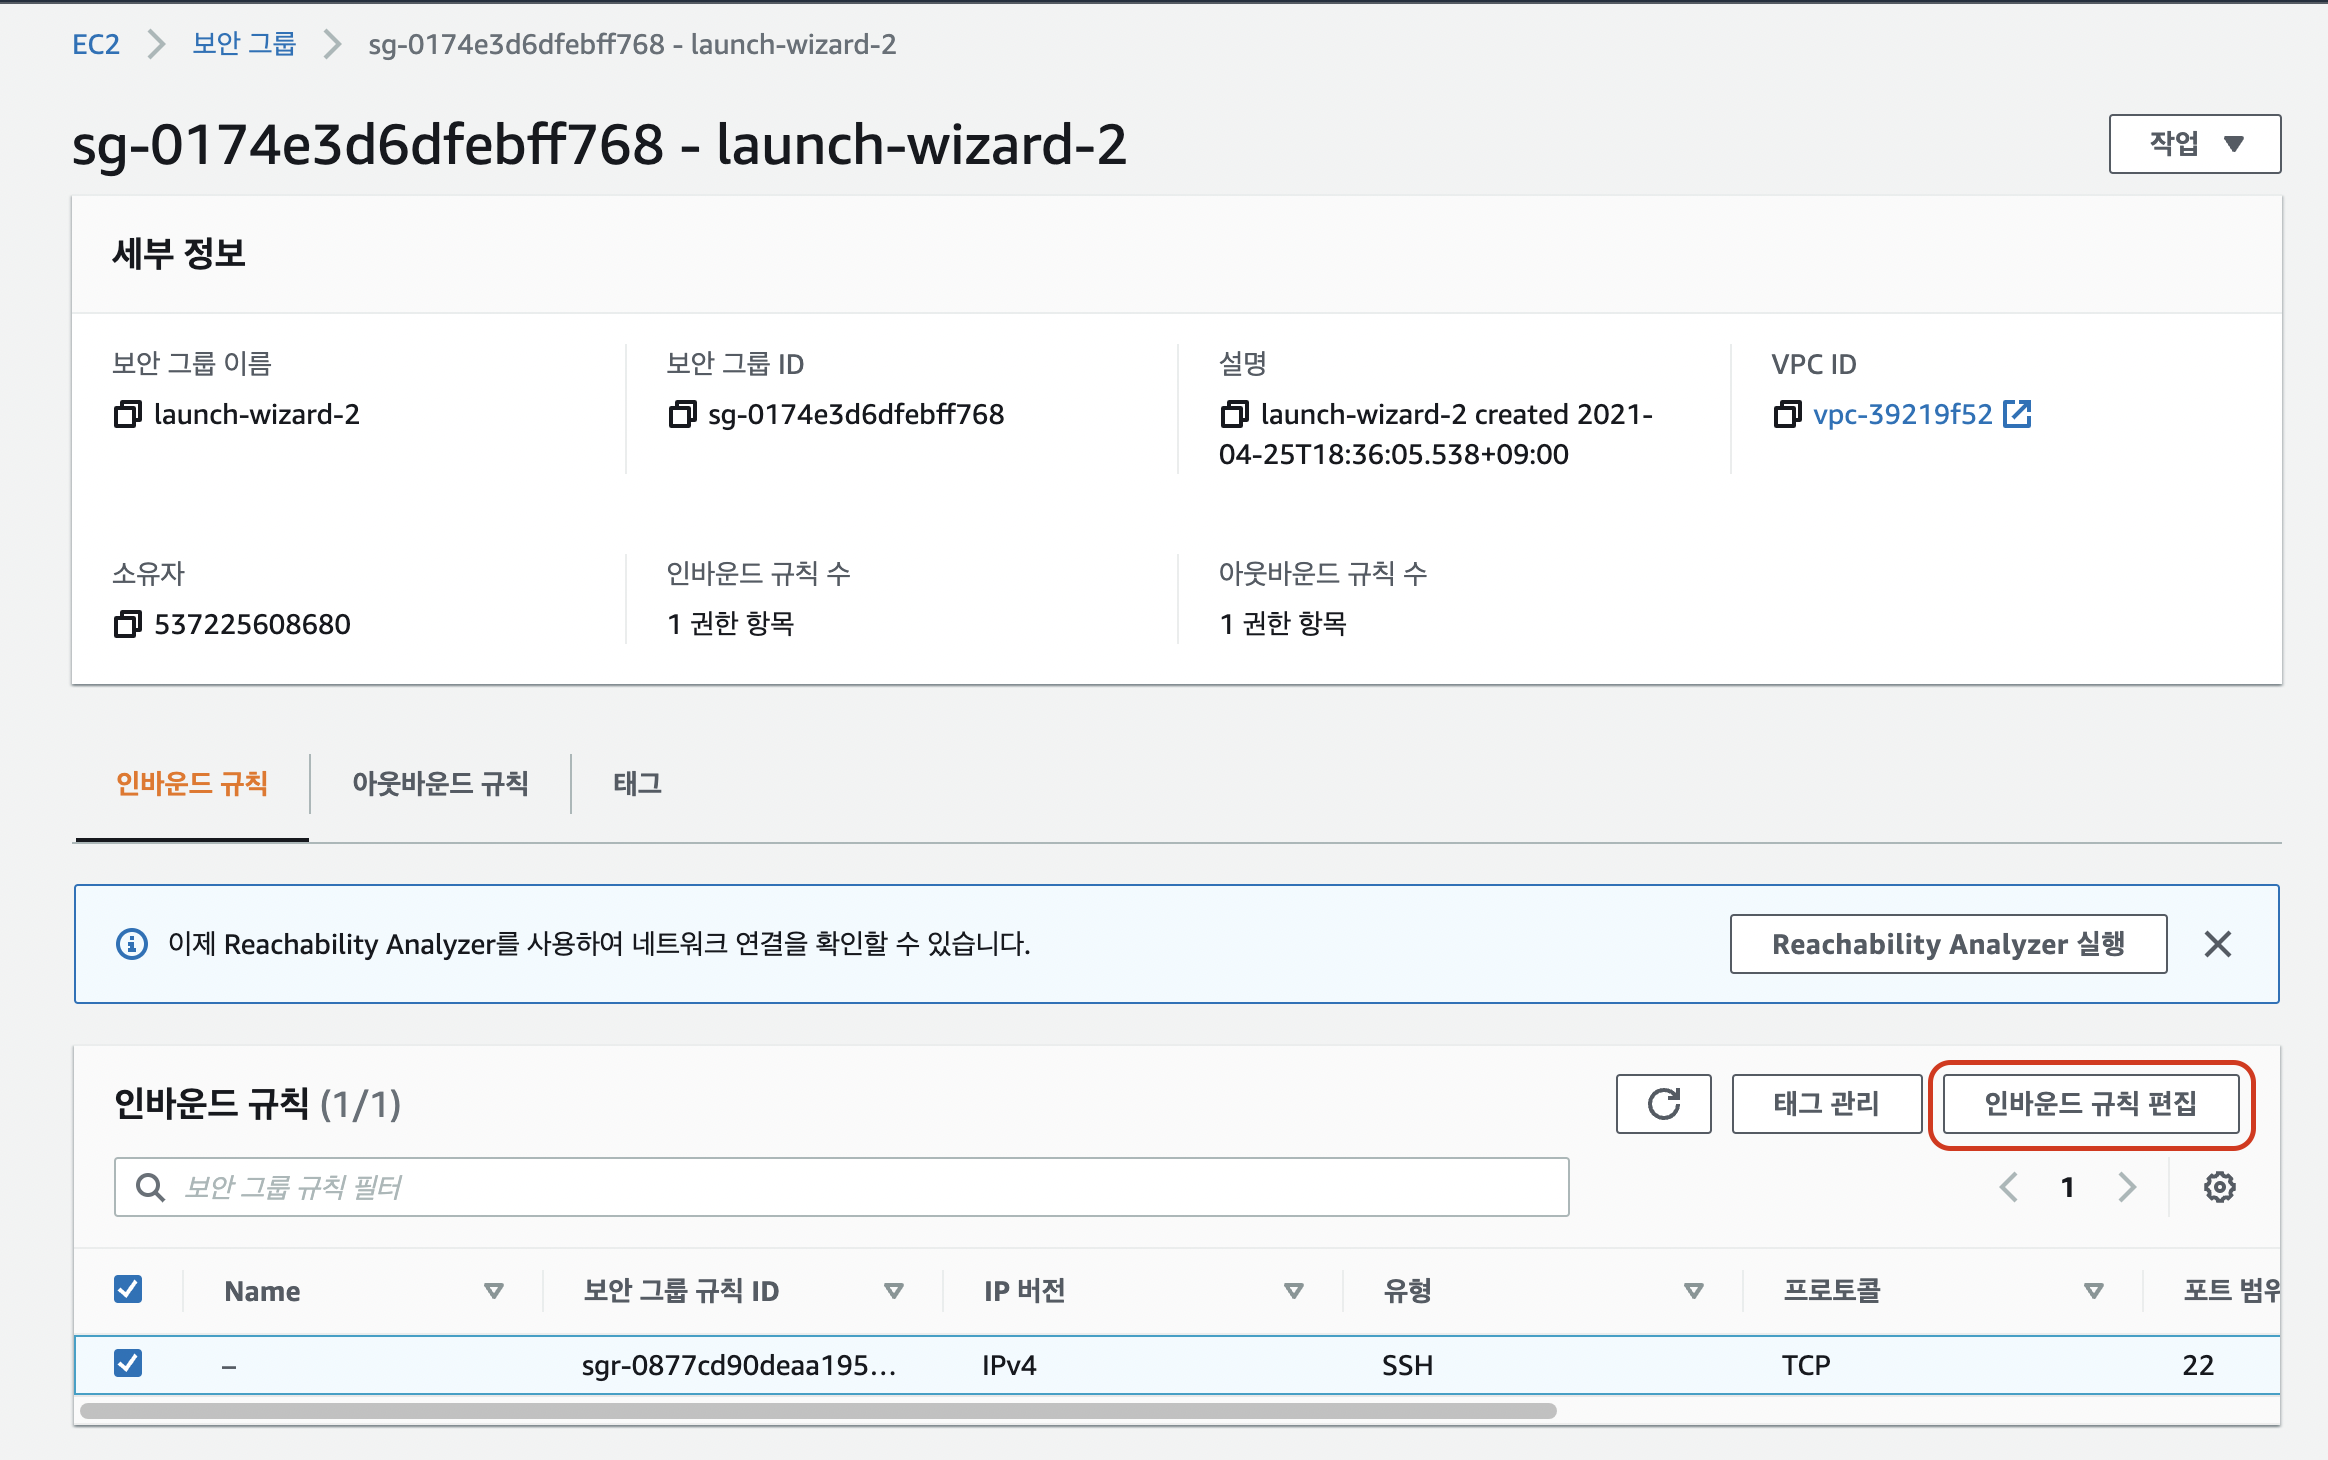 EC2 > 보안 그룹 > sg-0174e3d6dfebff768 - launch-wizard-2
sg-0174e3d6dfebff768 - launch-wizard-2
작업
세부 정보
보안 그룹 이름
launch-wizard-2
보안 그룹 ID
sg-0174e3d6dfebff768
설명
launch-wizard-2 created 2021-
04-25T18:36:05.538+09:00
VPC ID
vpc-39219f52
소유자
537225608680
인바운드 규칙 수
1 권한 항목
아웃바운드 규칙 수
1 권한 항목
인바운드 규칙 아웃바운드 규칙 태그
이제 Reachability Analyzer를 사용하여 네트워크 연결을 확인할 수 있습니다. Reachability Analyzer 실행
인바운드 규칙 (1/1) 태그 관리 인바운드 규칙 편집
보안 그룹 규칙 필터 1
Name 보안 그룹 규칙 ID IP 버전 유형 프로토콜 포트 범위
– sgr-0877cd90deaa195... IPv4 SSH TCP 22